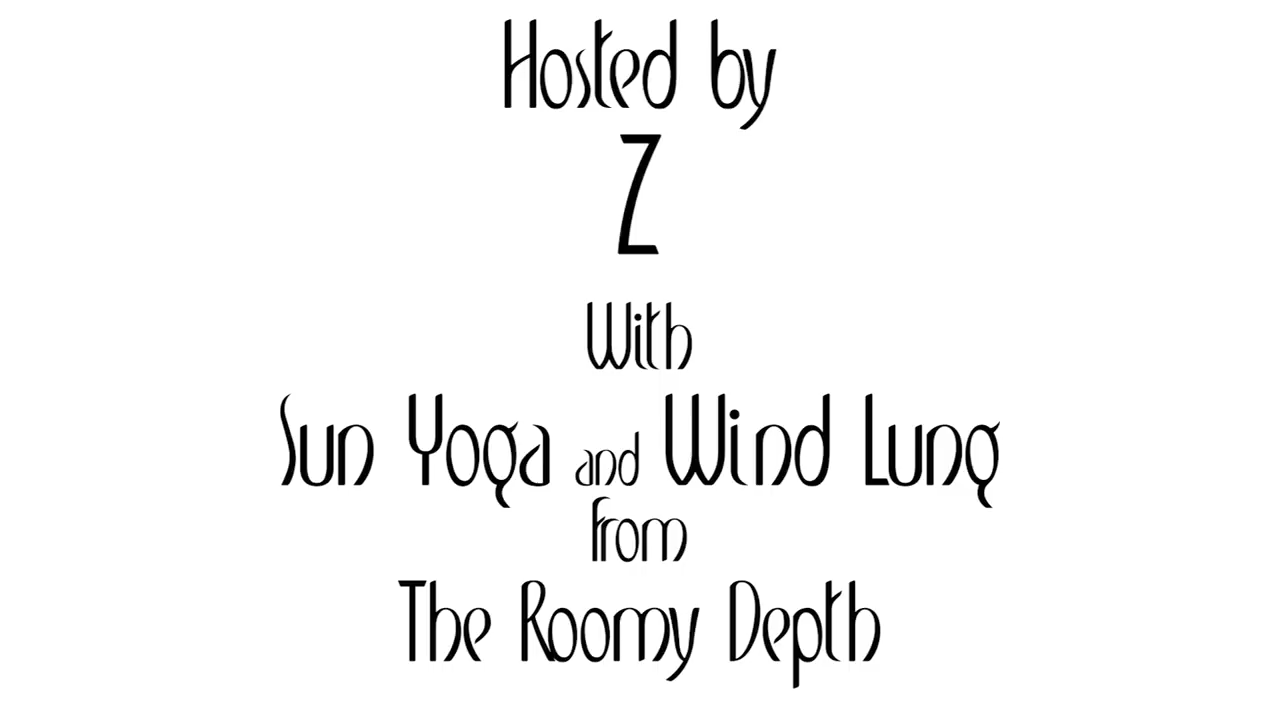 Hosted by
Z
With
Sun Yoga and Wind Lung
from
The Roomy Depth